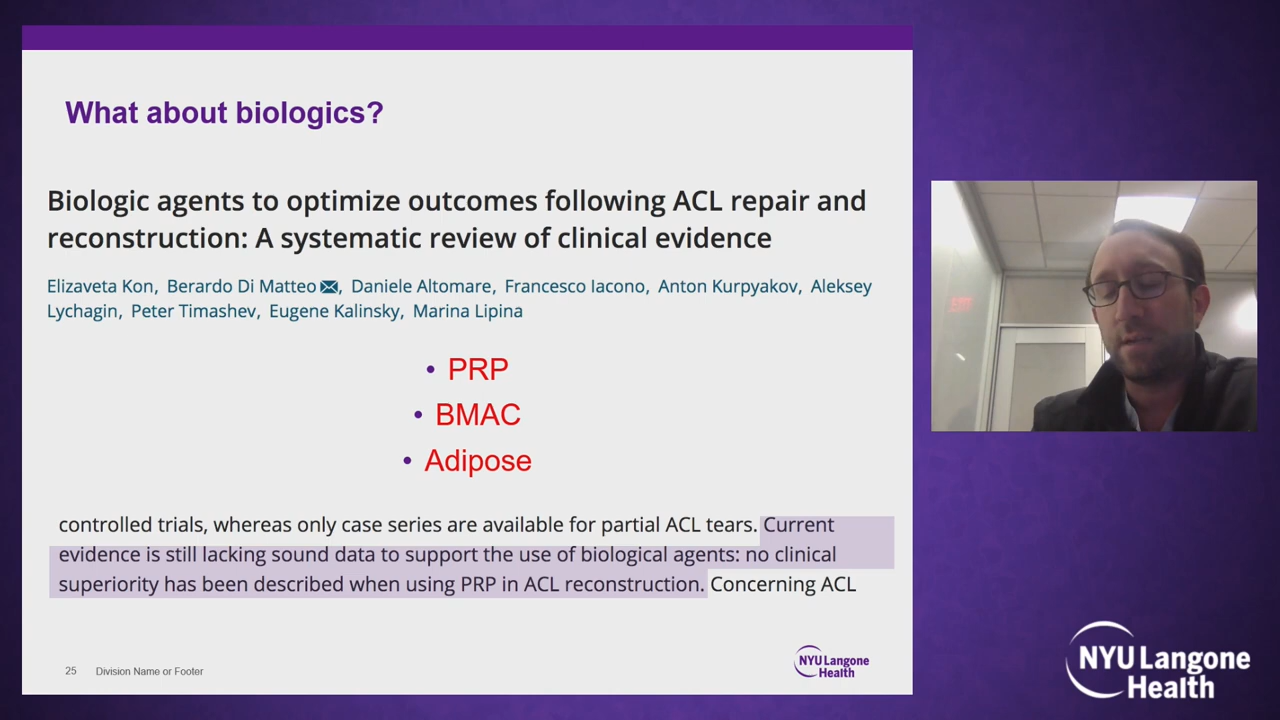 What about biologics?
Biologic agents to optimize outcomes following ACL repair and
reconstruction: A systematic review of clinical evidence
Elizaveta Kon, Berardo Di Matteo, Daniele Altomare, Francesco Iacono, Anton Kurpyakov, Aleksey
Lychagin, Peter Timashev, Eugene Kalinsky, Marina Lipina
• PRP
• BMAC
• Adipose
controlled trials, whereas only case series are available for partial ACL tears. Current
evidence is still lacking sound data to support the use of biological agents: no clinical
superiority has been described when using PRP in ACL reconstruction. Concerning ACL
25 Division Name or Footer
NYU Langone
Health
EXIT
NYU Langone
Health